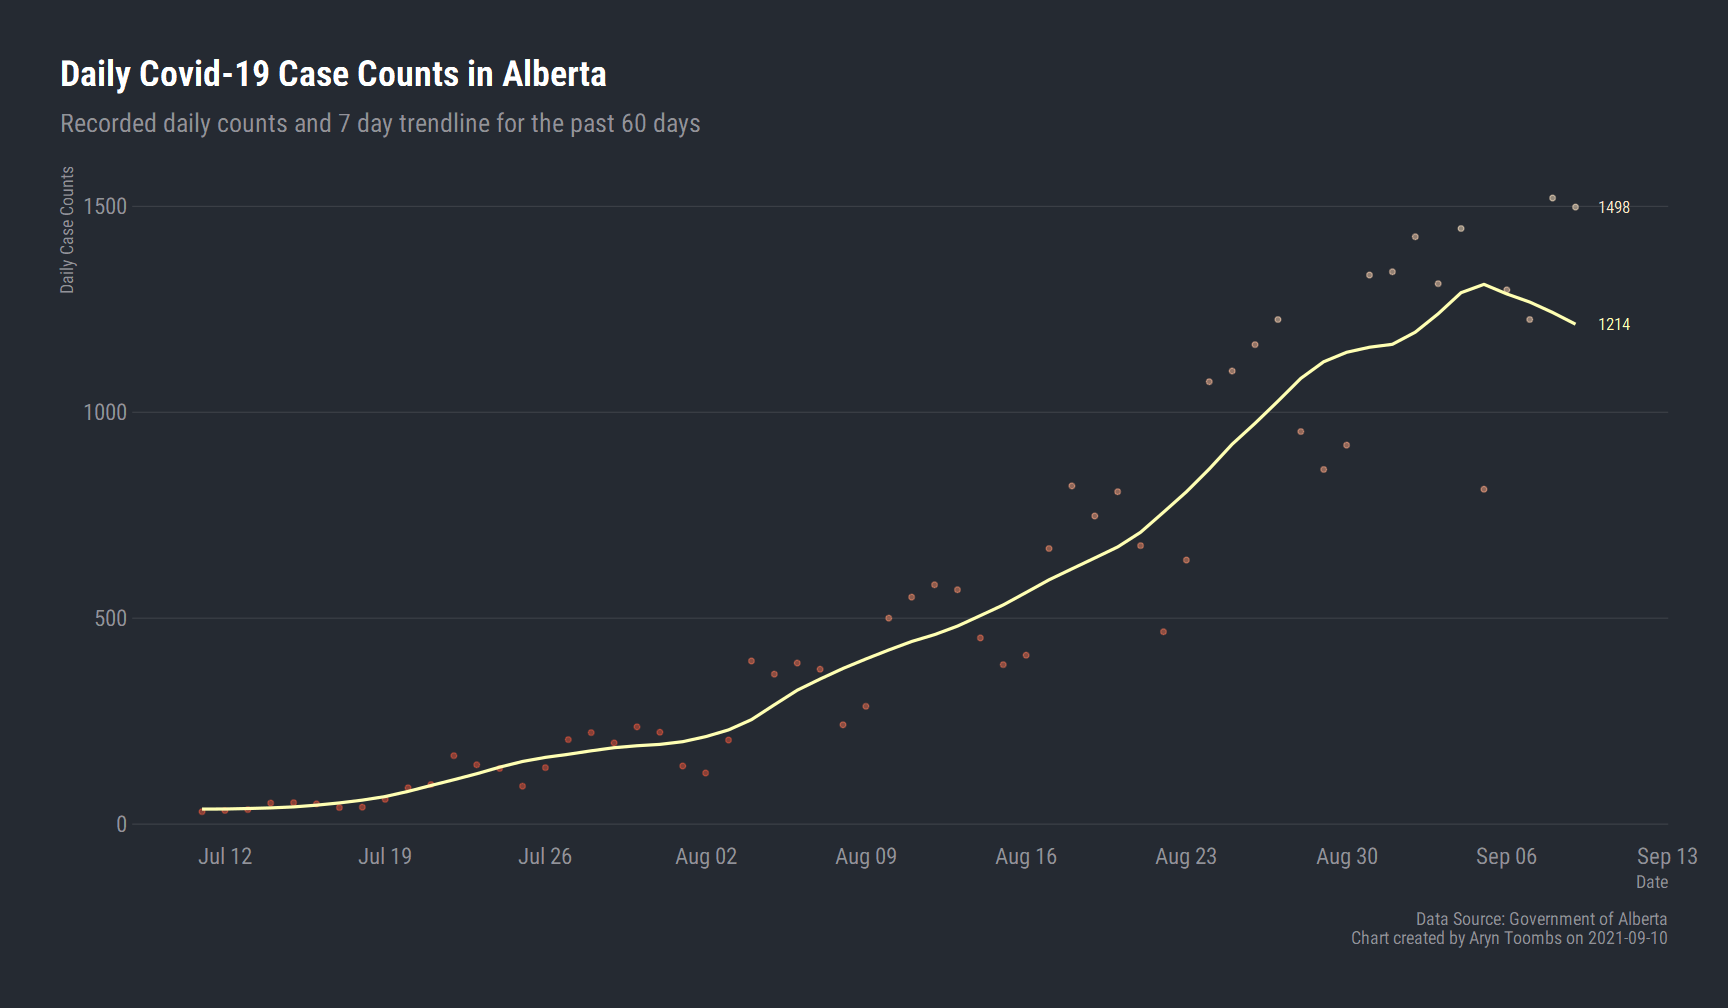 Daily Covid-19 Case Counts in Alberta
Recorded daily counts and 7 day trendline for the past 60 days
Daily Case Counts
1500
1000
500
0
1498
1214
Jul 12 Jul 19 Jul 26 Aug 02 Aug 09 Aug 16 Aug 23 Aug 30 Sep 06 Sep 13
Date
Data Source: Government of Alberta
Chart created by Aryn Toombs on 2021-09-10